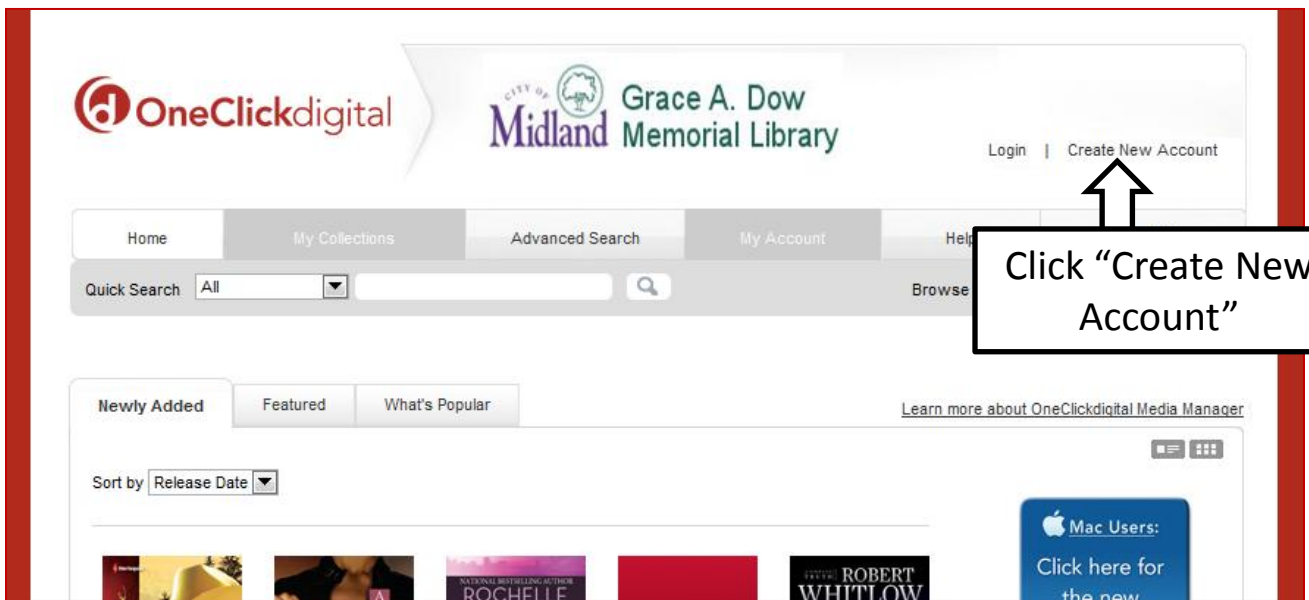 OneClickdigital
CITY OF
Midland
Grace A. Dow
Memorial Library
Login | Create New Account
Home My Collections Advanced Search My Account Help
Quick Search All
Browse
Click “Create New
Account”
Newly Added Featured What's Popular
Learn more about OneClickdigital Media Manager
Sort by Release Date
Mac Users:
Click here for
the new
NATIONAL BESTSELLING AUTHOR
ROCHELLE
A
ROBERT
WHITLOW